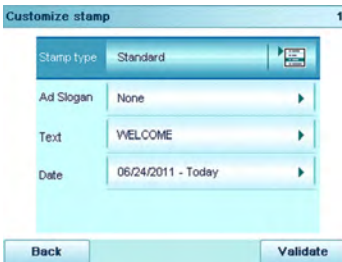 Customize stamp 1
Stamp type Standard
Ad Slogan None
Text WELCOME
Date 06/24/2011 - Today
Back Validate